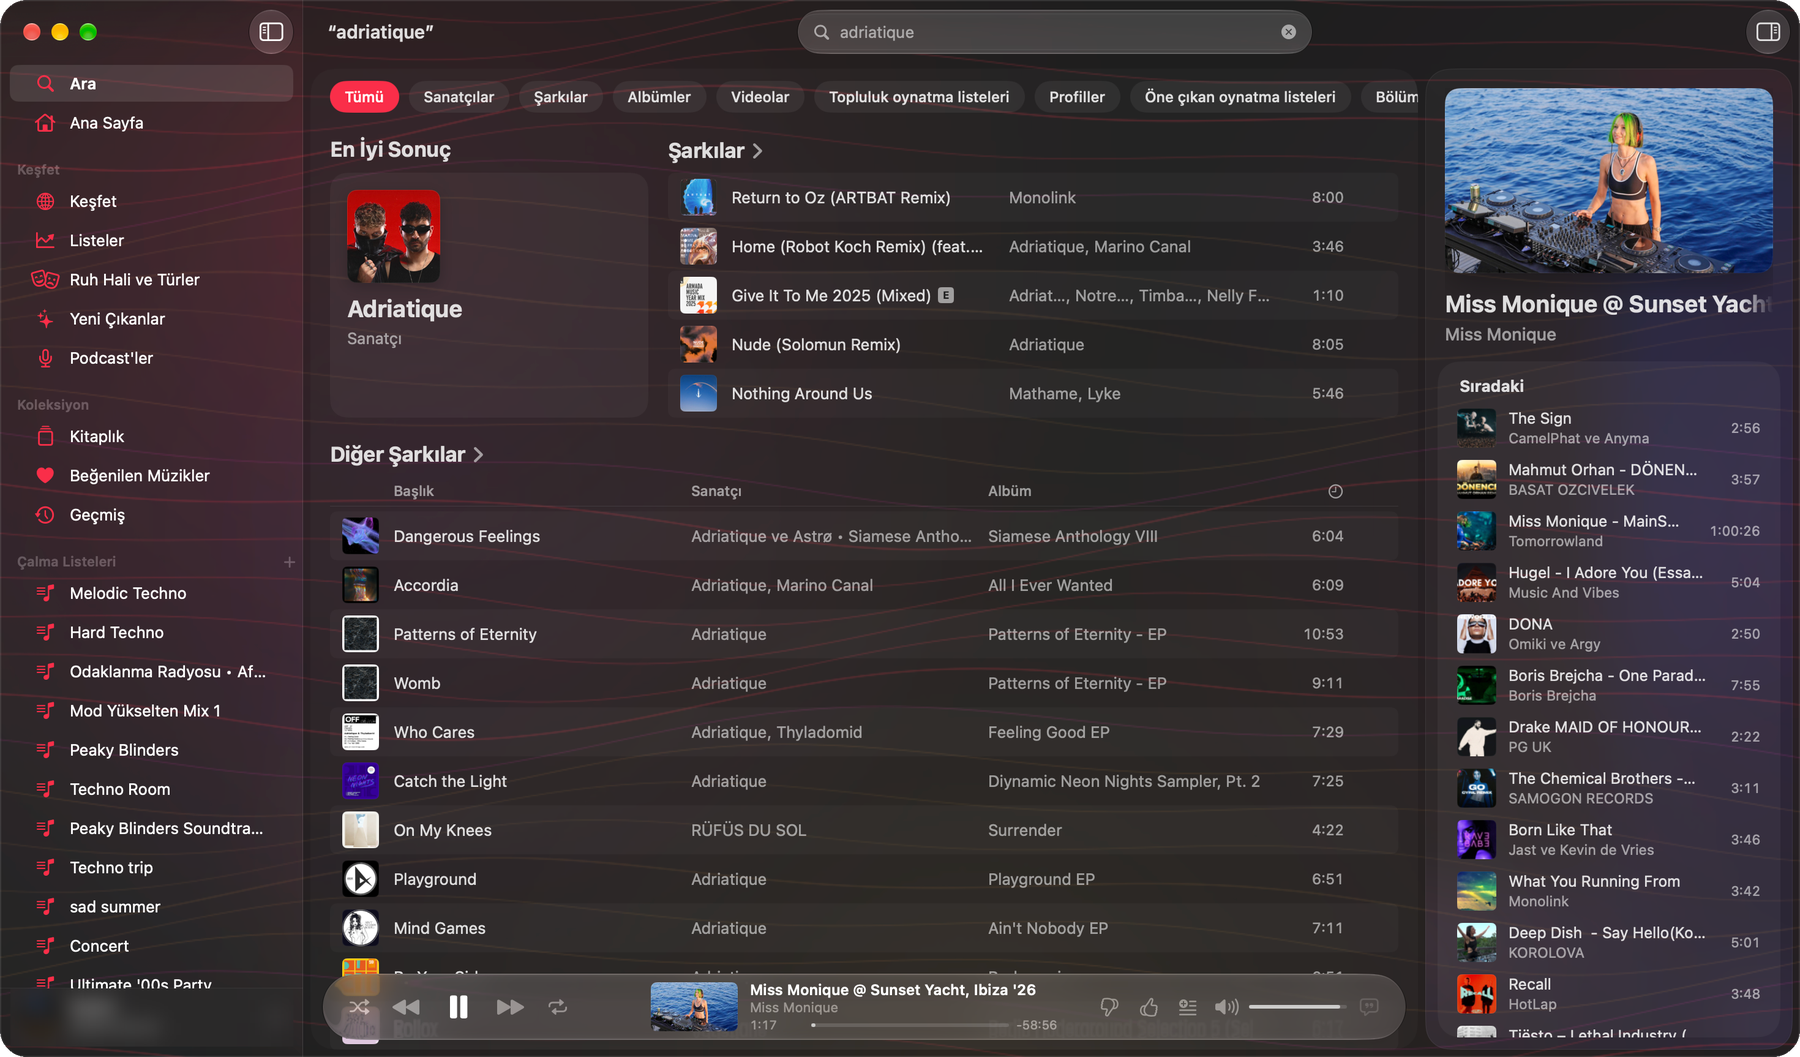 "adriatique"
adriatique
Ara
Ana Sayfa
Keşfet
Keşfet
Listeler
Ruh Hali ve Türler
Yeni Çıkanlar
Podcast'ler
Koleksiyon
Kitaplık
Beğenilen Müzikler
Geçmiş
Çalma Listeleri
Melodic Techno
Hard Techno
Odaklanma Radyosu • Af...
Mod Yükselten Mix 1
Peaky Blinders
Techno Room
Peaky Blinders Soundtra...
Techno trip
sad summer
Concert
Ultimate '00s Party
Tümü Sanatçılar Şarkılar Albümler Videolar Topluluk oynatma listeleri Profiller Öne çıkan oynatma listeleri Bölüm
En İyi Sonuç
Adriatique
Sanatçı
Şarkılar
Return to Oz (ARTBAT Remix) Monolink 8:00
Home (Robot Koch Remix) (feat.... Adriatique, Marino Canal 3:46
Give It To Me 2025 (Mixed) E Adriat..., Notre..., Timba..., Nelly F... 1:10
Nude (Solomun Remix) Adriatique 8:05
Nothing Around Us Mathame, Lyke 5:46
Diğer Şarkılar
Başlık Sanatçı Albüm
Dangerous Feelings Adriatique ve Astrø • Siamese Antho... Siamese Anthology VIII 6:04
Accordia Adriatique, Marino Canal All I Ever Wanted 6:09
Patterns of Eternity Adriatique Patterns of Eternity - EP 10:53
Womb Adriatique Patterns of Eternity - EP 9:11
Who Cares Adriatique, Thyladomid Feeling Good EP 7:29
Catch the Light Adriatique Diynamic Neon Nights Sampler, Pt. 2 7:25
On My Knees RÜFÜS DU SOL Surrender 4:22
Playground Adriatique Playground EP 6:51
Mind Games Adriatique Ain't Nobody EP 7:11
Miss Monique @ Sunset Yacht, Ibiza '26
Miss Monique
1:17 -58:56
Miss Monique @ Sunset Yach
Miss Monique
Sıradaki
The Sign
CamelPhat ve Anyma
2:56
Mahmut Orhan - DÖNEN...
BASAT OZCIVELEK
3:57
Miss Monique - MainS...
Tomorrowland
1:00:26
Hugel - I Adore You (Essa...
Music And Vibes
5:04
DONA
Omiki ve Argy
2:50
Boris Brejcha - One Parad...
Boris Brejcha
7:55
Drake MAID OF HONOUR...
PG UK
2:22
The Chemical Brothers -...
SAMOGON RECORDS
3:11
Born Like That
Jast ve Kevin de Vries
3:46
What You Running From
Monolink
3:42
Deep Dish - Say Hello(Ko...
KOROLOVA
5:01
Recall
HotLap
3:48
Tiësto – Lethal Industry (